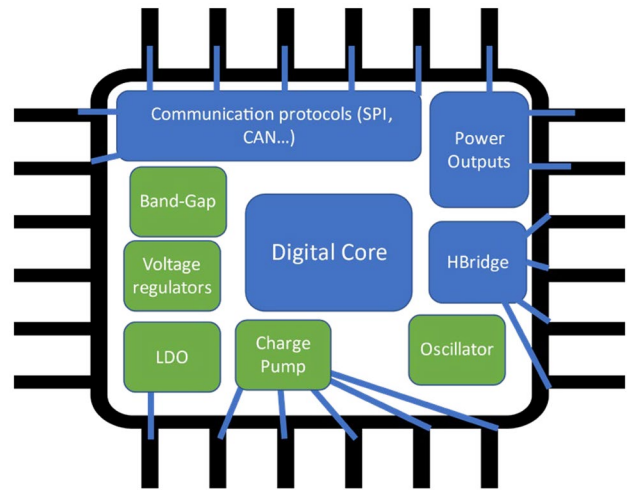 Communication protocols (SPI,
CAN...)
Power
Outputs
Band-Gap
Digital Core
Voltage
regulators
HBridge
LDO
Charge
Pump
Oscillator